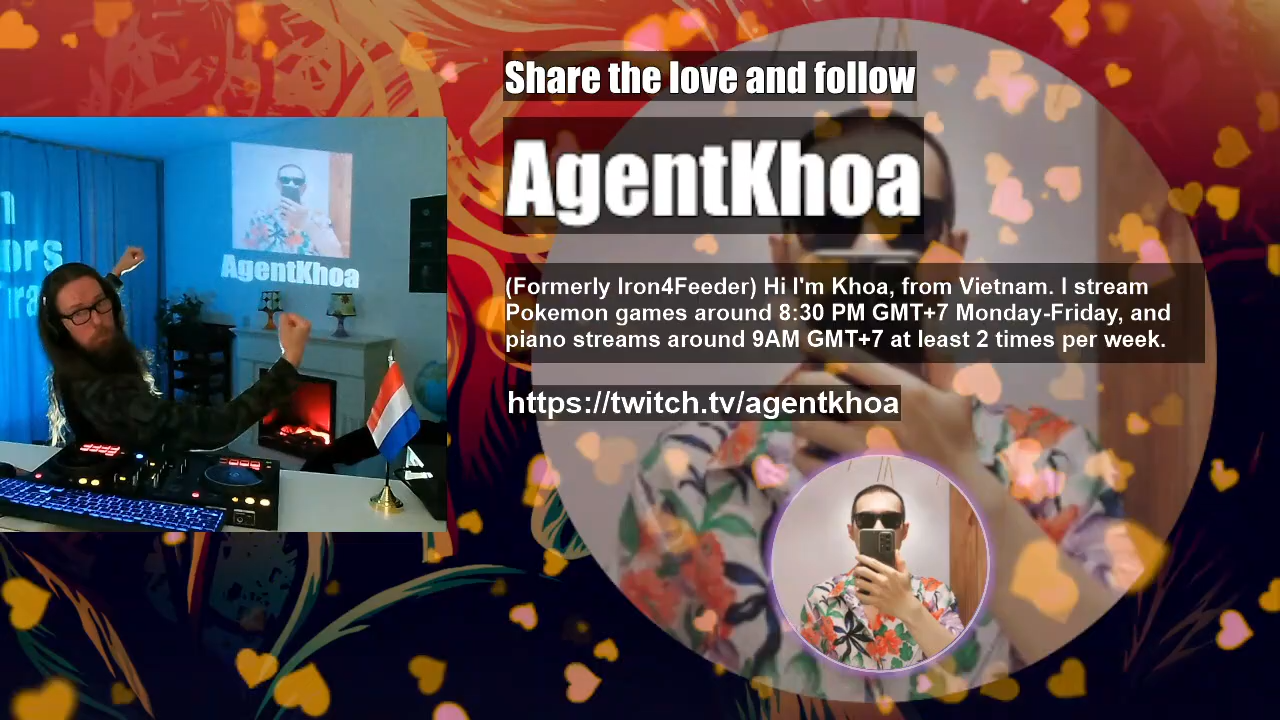 Share the love and follow
AgentKhoa
(Formerly Iron4Feeder) Hi I'm Khoa, from Vietnam. I stream
Pokemon games around 8:30 PM GMT+7 Monday-Friday, and
piano streams around 9AM GMT+7 at least 2 times per week.
https://twitch.tv/agentkhoa
AgentKhoa